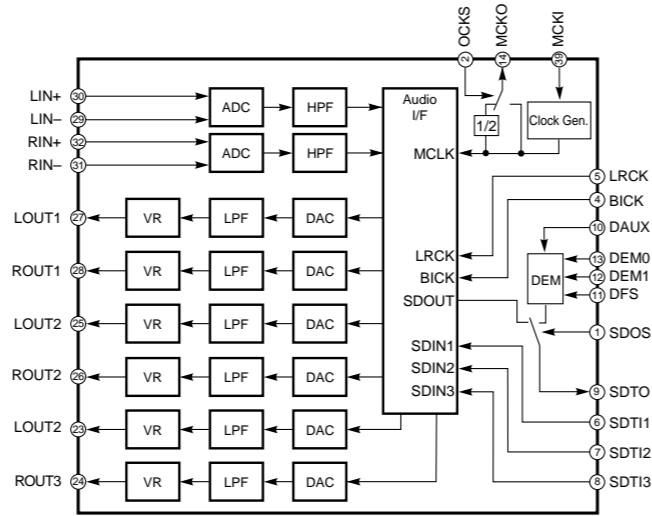 OCKS MCKO MCKI
2 14 39
LIN+ 30
LIN– 29
RIN+ 32
RIN– 31
ADC HPF
ADC HPF
Audio
I/F
1/2
Clock Gen.
MCLK
5 LRCK
4 BICK
10 DAUX
13 DEM0
12 DEM1
11 DFS
DEM
1 SDOS
9 SDTO
6 SDTI1
7 SDTI2
8 SDTI3
LRCK
BICK
SDOUT
SDIN1
SDIN2
SDIN3
LOUT1 27 VR LPF DAC
ROUT1 28 VR LPF DAC
LOUT2 25 VR LPF DAC
ROUT2 26 VR LPF DAC
LOUT2 23 VR LPF DAC
ROUT3 24 VR LPF DAC